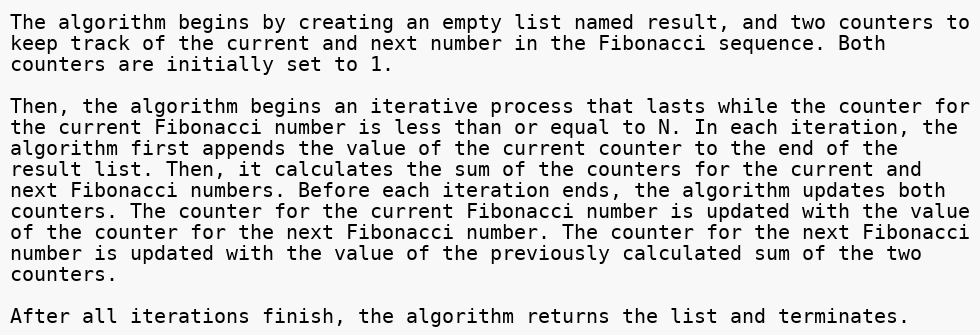 The algorithm begins by creating an empty list named result, and two counters to
keep track of the current and next number in the Fibonacci sequence. Both
counters are initially set to 1.

Then, the algorithm begins an iterative process that lasts while the counter for
the current Fibonacci number is less than or equal to N. In each iteration, the
algorithm first appends the value of the current counter to the end of the
result list. Then, it calculates the sum of the counters for the current and
next Fibonacci numbers. Before each iteration ends, the algorithm updates both
counters. The counter for the current Fibonacci number is updated with the value
of the counter for the next Fibonacci number. The counter for the next Fibonacci
number is updated with the value of the previously calculated sum of the two
counters.

After all iterations finish, the algorithm returns the list and terminates.